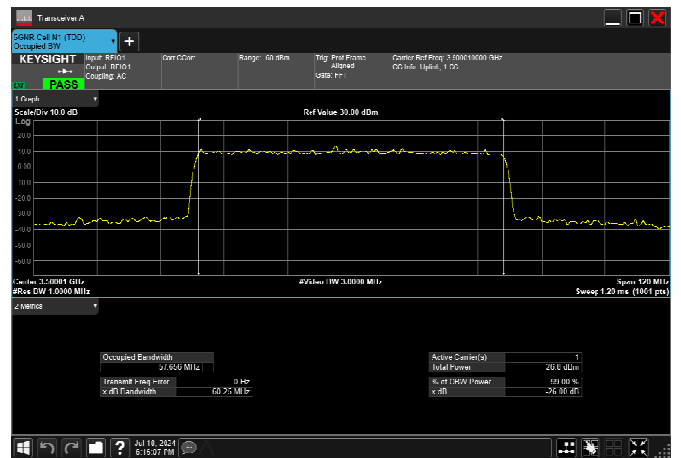 Transceiver A
5GNR Cell N1 (TDD)
Occupied BW
+
KEYSIGHT
Input: RFIO1
Output: RFIO1
Coupling: AC
Corr CCorr
Range: 60 dBm
Trig: Prot Frame
Aligned
Gate: FFT
Carrier Ref Freq: 3.500010000 GHz
CC Info: Uplink, 1 CC
PASS
1 Graph
Scale/Div 10.0 dB
Ref Value 30.00 dBm
Log
20.0
10.0
0.00
-10.0
-20.0
-30.0
-40.0
-50.0
-60.0
Center 3.50001 GHz
#Video BW 3.0000 MHz
Span 120 MHz
#Res BW 1.0000 MHz
Sweep 1.20 ms (1001 pts)
2 Metrics
Occupied Bandwidth
57.656 MHz
Active Carrier(s) 1
Total Power 26.8 dBm
Transmit Freq Error 0 Hz
x dB Bandwidth 60.25 MHz
% of OBW Power 99.00 %
x dB -26.00 dB
?
Jul 18, 2024
6:16:07 PM